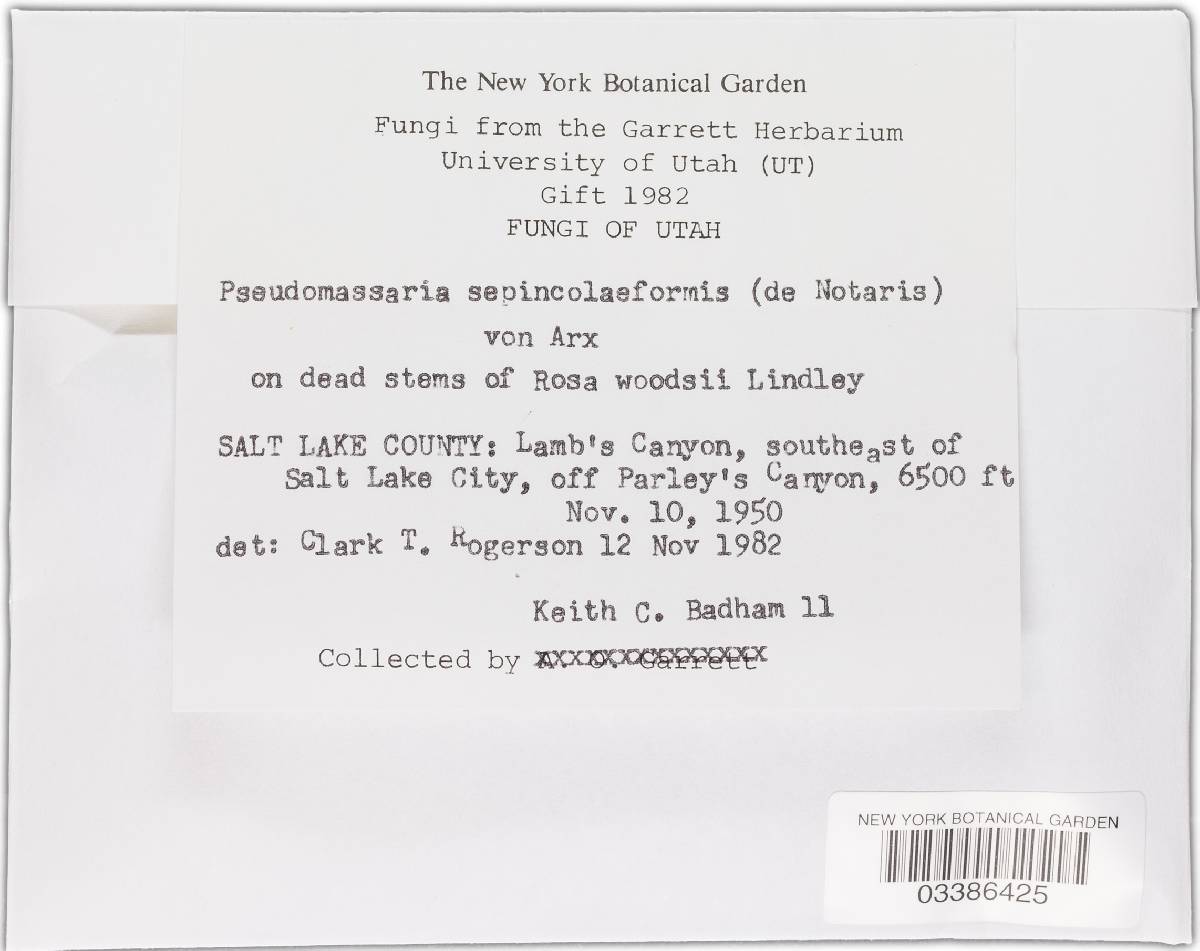 The New York Botanical Garden
Fungi from the Garrett Herbarium
University of Utah (UT)
Gift 1982
FUNGI OF UTAH
Pseudomassaria sepincolaeformis (de Notaris)
von Arx
on dead stems of Rosa woodsii Lindley
SALT LAKE COUNTY: Lamb's Canyon, southeast of
Salt Lake City, off Parley's Canyon, 6500 ft
Nov. 10, 1950
det: Clark T. Rogerson 12 Nov 1982
Keith C. Badham 11
Collected by A. O. Garrett
NEW YORK BOTANICAL GARDEN
03386425